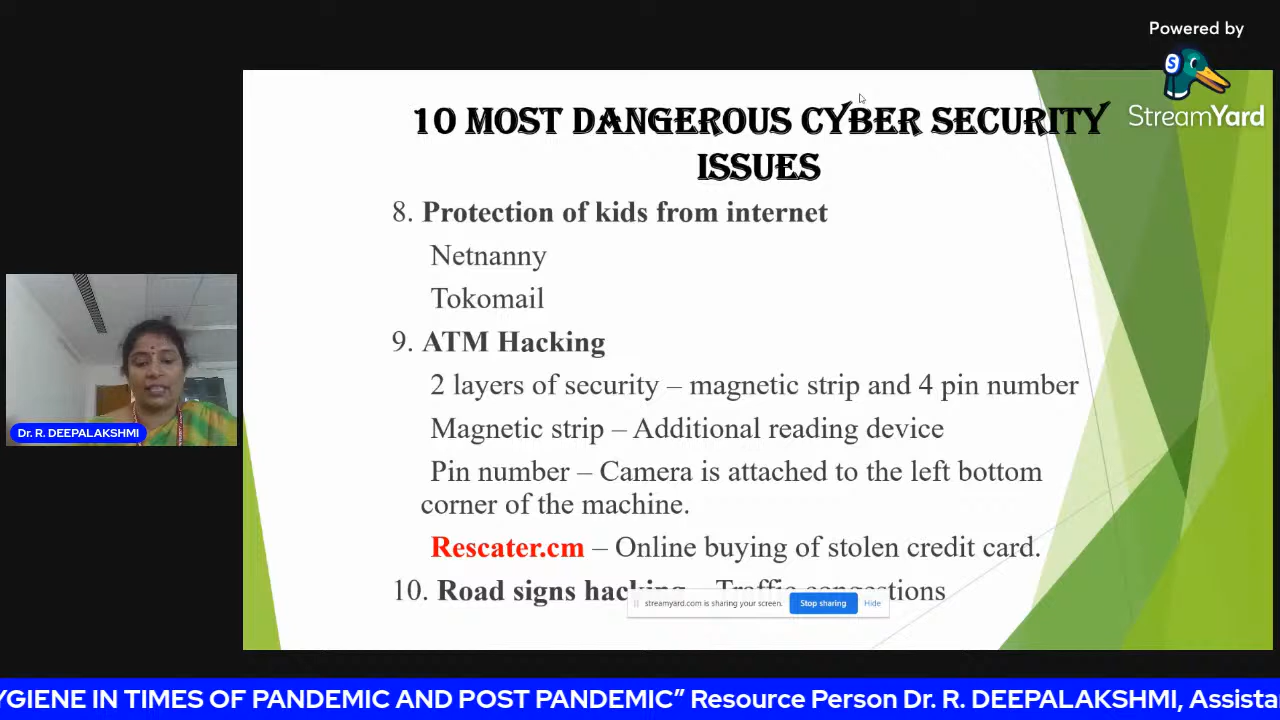 Powered by
StreamYard
10 MOST DANGEROUS CYBER SECURITY
ISSUES
8. Protection of kids from internet
Netnanny
Tokomail
9. ATM Hacking
2 layers of security – magnetic strip and 4 pin number
Magnetic strip – Additional reading device
Pin number – Camera is attached to the left bottom
corner of the machine.
Rescater.cm – Online buying of stolen credit card.
10. Road signs hacking – Traffic congestions
streamyard.com is sharing your screen. Stop sharing Hide
Dr. R. DEEPALAKSHMI
YGIENE IN TIMES OF PANDEMIC AND POST PANDEMIC” Resource Person Dr. R. DEEPALAKSHMI, Assista